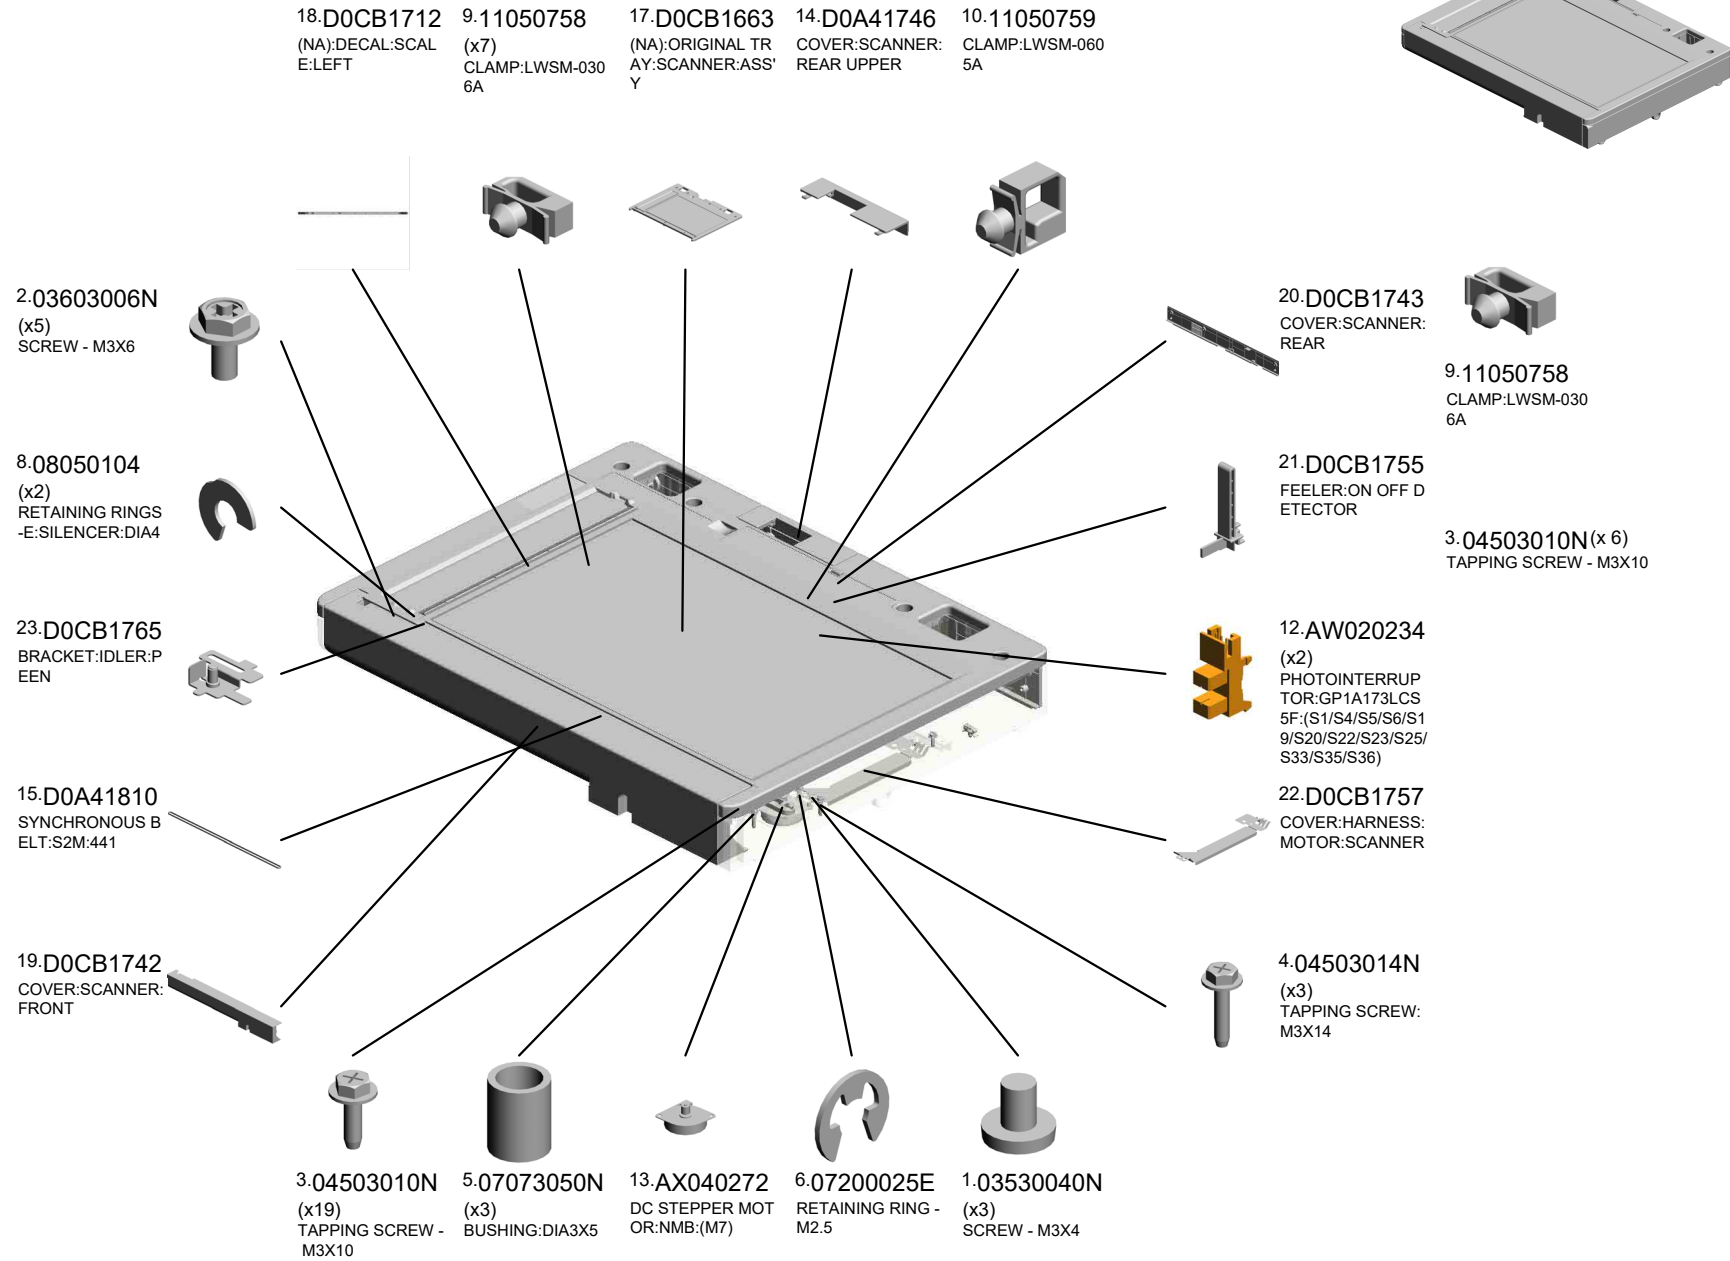 18.D0CB1712
(NA):DECAL:SCAL
E:LEFT
9.11050758
(x7)
CLAMP:LWSM-030
6A
17.D0CB1663
(NA):ORIGINAL TR
AY:SCANNER:ASS'
Y
14.D0A41746
COVER:SCANNER:
REAR UPPER
10.11050759
CLAMP:LWSM-060
5A
2.03603006N
(x5)
SCREW - M3X6
20.D0CB1743
COVER:SCANNER:
REAR
9.11050758
CLAMP:LWSM-030
6A
8.08050104
(x2)
RETAINING RINGS
-E:SILENCER:DIA4
21.D0CB1755
FEELER:ON OFF D
ETECTOR
3.04503010N(x 6)
TAPPING SCREW - M3X10
23.D0CB1765
BRACKET:IDLER:P
EEN
12.AW020234
(x2)
PHOTOINTERRUP
TOR:GP1A173LCS
5F:(S1/S4/S5/S6/S1
9/S20/S22/S23/S25/
S33/S35/S36)
15.D0A41810
SYNCHRONOUS B
ELT:S2M:441
22.D0CB1757
COVER:HARNESS:
MOTOR:SCANNER
19.D0CB1742
COVER:SCANNER:
FRONT
4.04503014N
(x3)
TAPPING SCREW:
M3X14
3.04503010N
(x19)
TAPPING SCREW -
M3X10
5.07073050N
(x3)
BUSHING:DIA3X5
13.AX040272
DC STEPPER MOT
OR:NMB:(M7)
6.07200025E
RETAINING RING -
M2.5
1.03530040N
(x3)
SCREW - M3X4